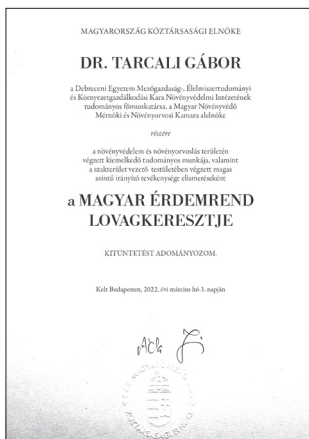 MAGYARORSZÁG KÖZTÁRSASÁGI ELNÖKE
DR. TARCALI GÁBOR
a Debreceni Egyetem Mezőgazdaság-, Élelmiszertudományi
és Környezetgazdálkodási Kara Növényvédelmi Intézetének
tudományos főmunkatársa, a Magyar Növényvédő
Mérnöki és Növényorvosi Kamara alelnöke
részére
a növényvédelem és növényorvoslás területén
végzett kiemelkedő tudományos munkája, valamint
a szakterület vezető testületében végzett magas
szintű irányító tevékenysége elismeréseként
a MAGYAR ÉRDEMREND
LOVAGKERESZTJE
KITÜNTETÉST ADOMÁNYOZOM.
Kelt Budapesten, 2022. évi március hó 3. napján